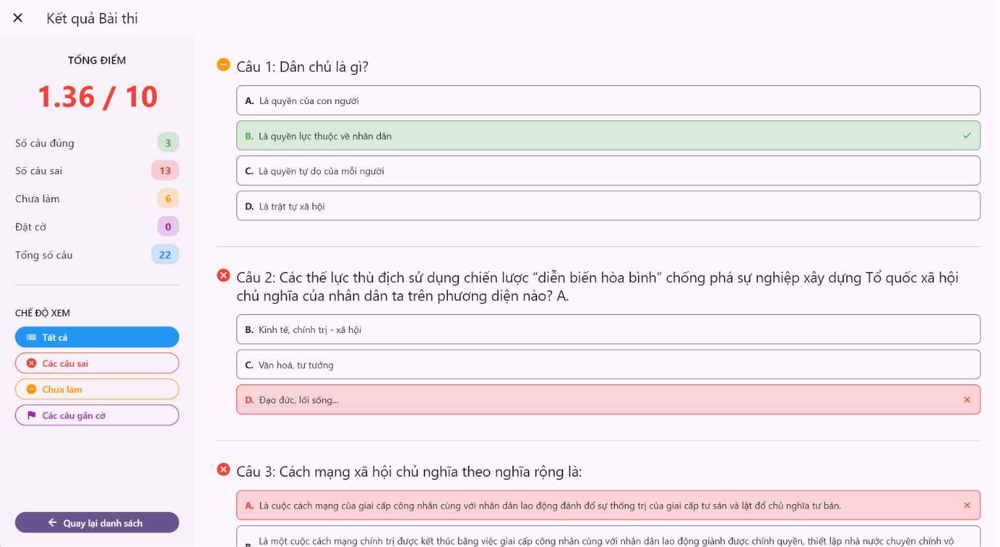 Kết quả Bài thi
TỔNG ĐIỂM
1.36 / 10
Số câu đúng 3
Số câu sai 13
Chưa làm 6
Đặt cờ 0
Tổng số câu 22
CHẾ ĐỘ XEM
Tất cả
Các câu sai
Chưa làm
Các câu gắn cờ
Quay lại danh sách
Câu 1: Dân chủ là gì?
A. Là quyền của con người
B. Là quyền lực thuộc về nhân dân
C. Là quyền tự do của mỗi người
D. Là trật tự xã hội
Câu 2: Các thế lực thù địch sử dụng chiến lược “diễn biến hòa bình” chống phá sự nghiệp xây dựng Tổ quốc xã hội
chủ nghĩa của nhân dân ta trên phương diện nào? A.
B. Kinh tế, chính trị - xã hội
C. Văn hoá, tư tưởng
D. Đạo đức, lối sống...
Câu 3: Cách mạng xã hội chủ nghĩa theo nghĩa rộng là:
A. Là cuộc cách mạng của giai cấp công nhân cùng với nhân dân lao động đánh đổ sự thống trị của giai cấp tư sản và lật đổ chủ nghĩa tư bản.
B. Là một cuộc cách mạng chính trị được kết thúc bằng việc giai cấp công nhân cùng với nhân dân lao động giành được chính quyền, thiết lập nhà nước chuyên chính vô